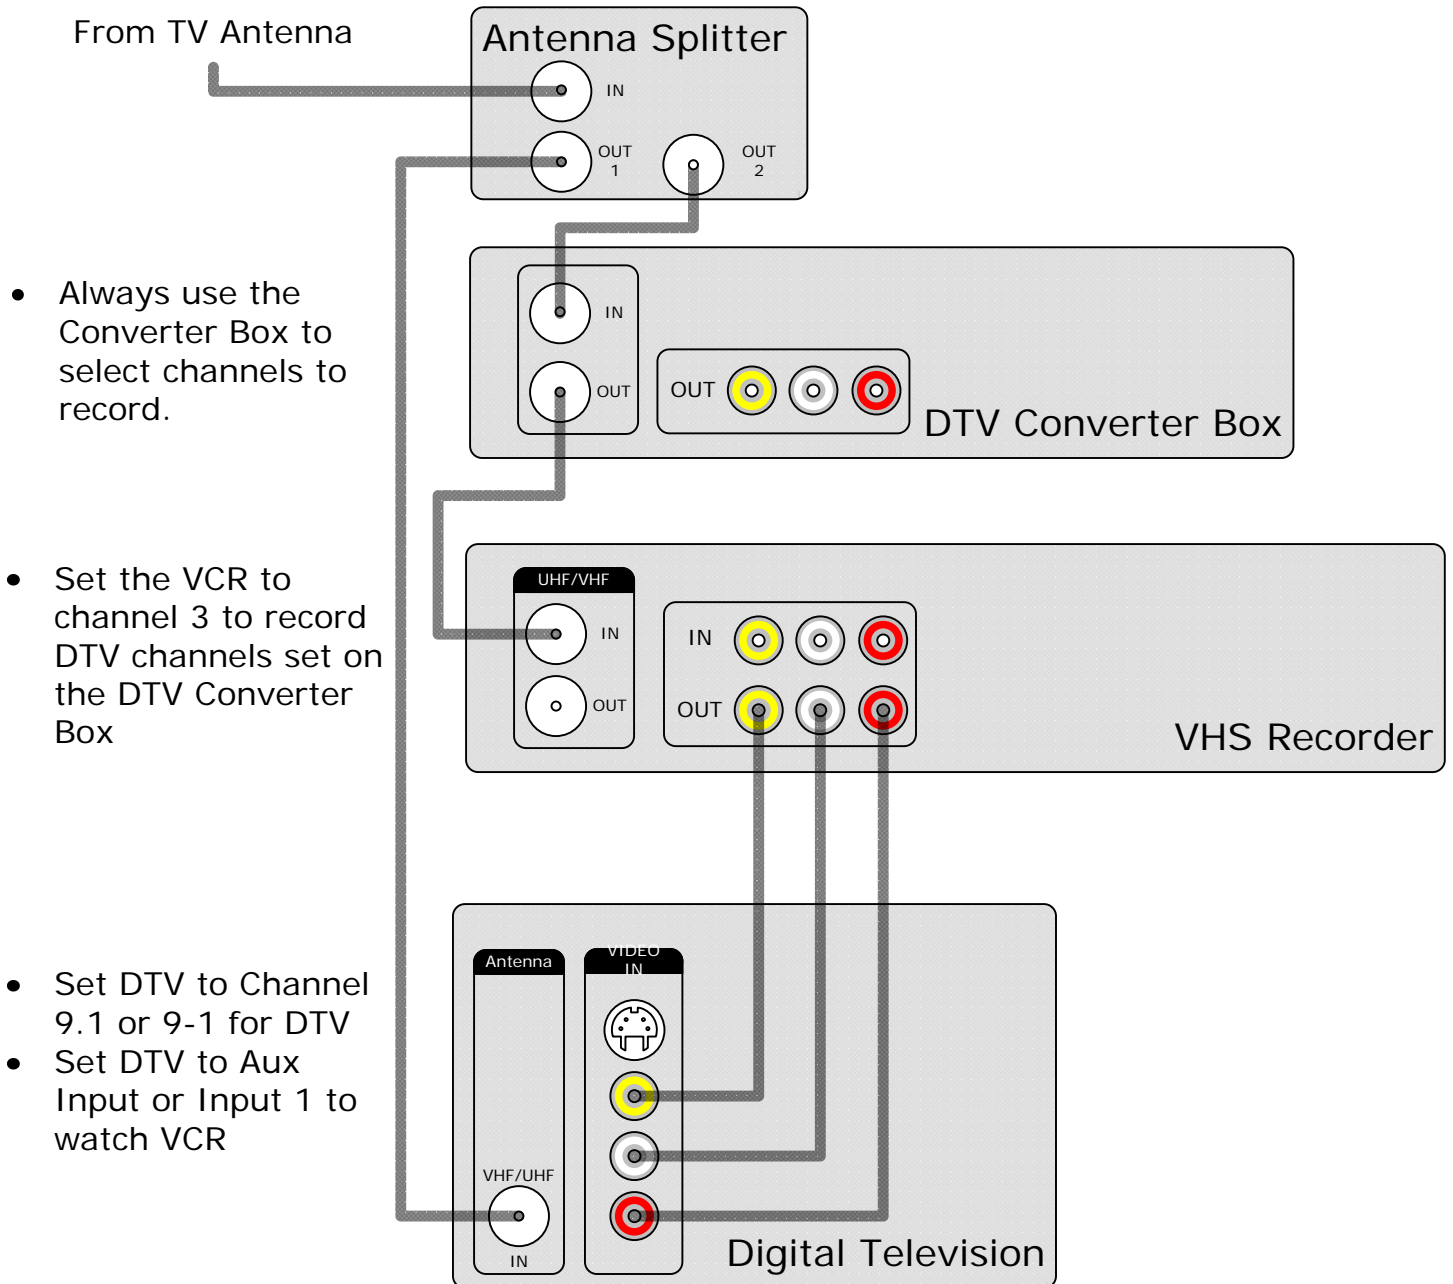 From TV Antenna
Antenna Splitter
IN
OUT
1
OUT
2
• Always use the
Converter Box to
select channels to
record.
IN
OUT
OUT
DTV Converter Box
• Set the VCR to
channel 3 to record
DTV channels set on
the DTV Converter
Box
UHF/VHF
IN
OUT
IN
OUT
VHS Recorder
• Set DTV to Channel
9.1 or 9-1 for DTV
• Set DTV to Aux
Input or Input 1 to
watch VCR
Antenna
VHF/UHF
IN
VIDEO
IN
Digital Television